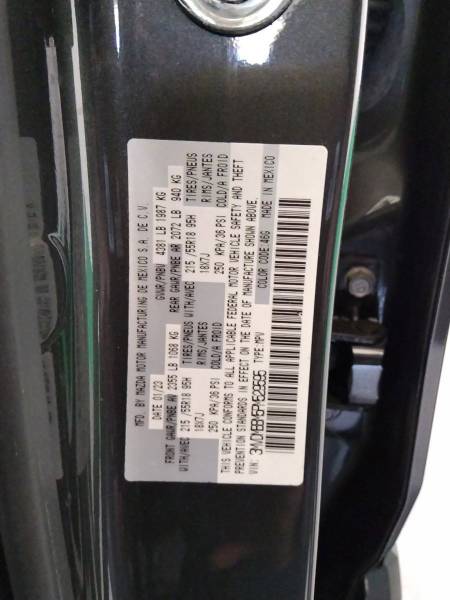 MFD BY MAZDA MOTOR MANUFACTURING DE MEXICO S.A. DE C.V.
DATE 01/23 GVWR/PNBV 4381 LB 1987 KG
FRONT GAWR/PNBE AV 2355 LB 1068 KG REAR GAWR/PNBE AR 2072 LB 940 KG
WITH/AVEC 215/55R18 95H TIRES/PNEUS WITH/AVEC 215/55R18 95H TIRES/PNEUS
18X7J RIMS/JANTES 18X7J RIMS/JANTES
250 KPA/36 PSI COLD/A FROID 250 KPA/36 PSI COLD/A FROID
THIS VEHICLE CONFORMS TO ALL APPLICABLE FEDERAL MOTOR VEHICLE SAFETY AND THEFT
PREVENTION STANDARDS IN EFFECT ON THE DATE OF MANUFACTURE SHOWN ABOVE.
VIN: TYPE:MPV COLOR CODE:46G MADE IN MEXICO